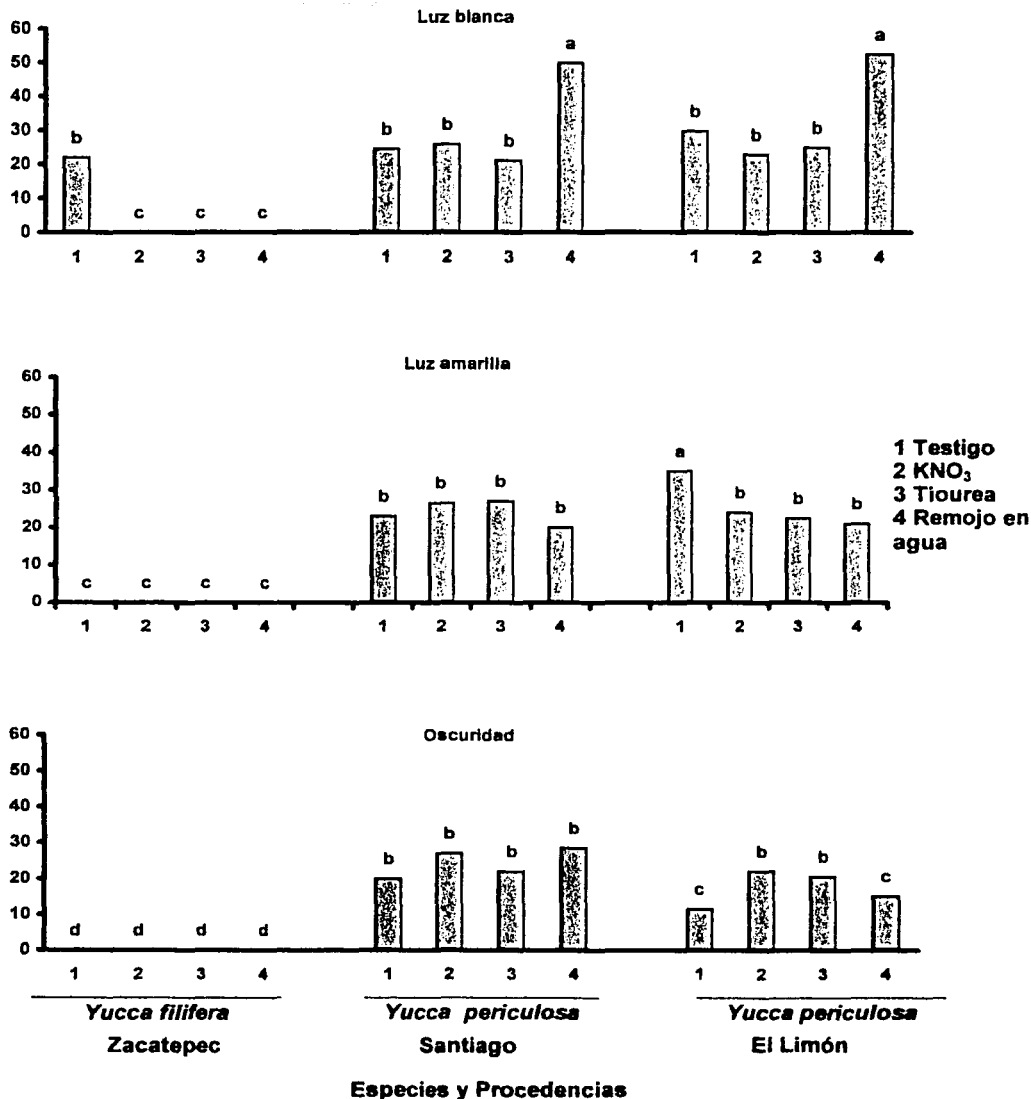 Luz blanca
60
50
40
30
20
10
0
b c c c b b b a b b b a
1 2 3 4 1 2 3 4 1 2 3 4
Luz amarilla
60
50
40
30
20
10
0
c c c c b b b b a b b b
1 2 3 4 1 2 3 4 1 2 3 4
1 Testigo
2 KNO₃
3 Tiourea
4 Remojo en
agua
Oscuridad
60
50
40
30
20
10
0
d d d d b b b b c b b c
1 2 3 4 1 2 3 4 1 2 3 4
Yucca filifera Yucca periculosa Yucca periculosa
Zacatepec Santiago El Limón
Especies y Procedencias